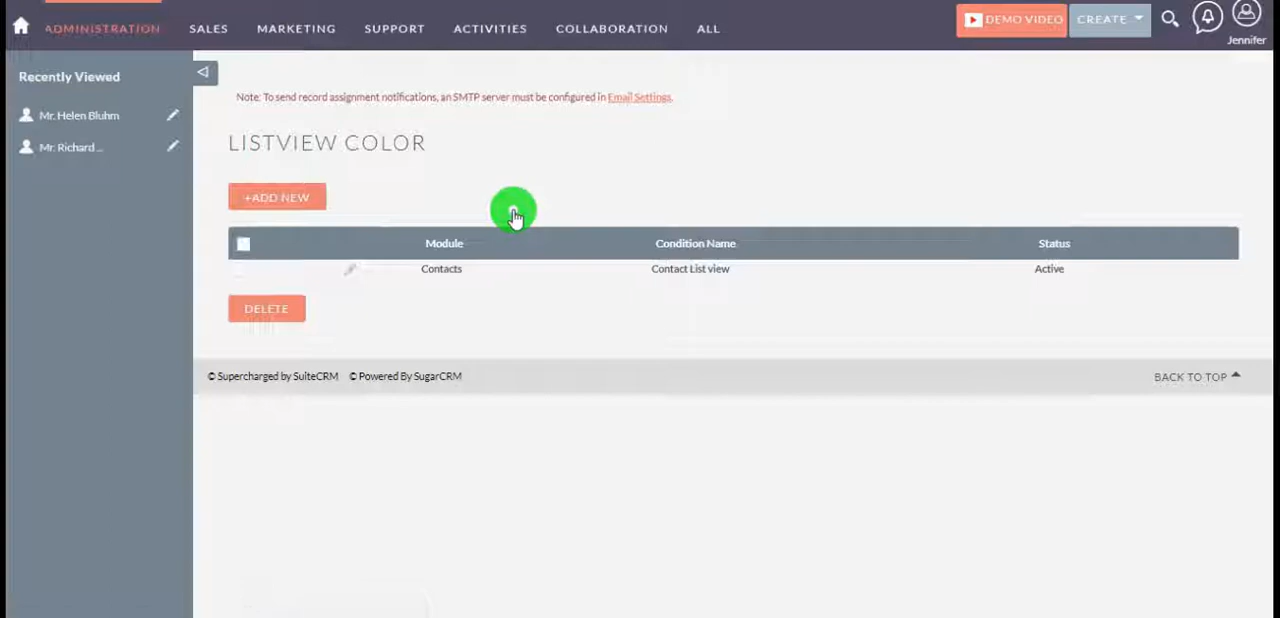 ADMINISTRATION SALES MARKETING SUPPORT ACTIVITIES COLLABORATION ALL DEMO VIDEO CREATE
Jennifer
Recently Viewed
Mr. Helen Bluhm
Mr. Richard ...
Note: To send record assignment notifications, an SMTP server must be configured in Email Settings.
LISTVIEW COLOR
+ADD NEW
Module Condition Name Status
Contacts Contact List view Active
DELETE
© Supercharged by SuiteCRM © Powered By SugarCRM BACK TO TOP